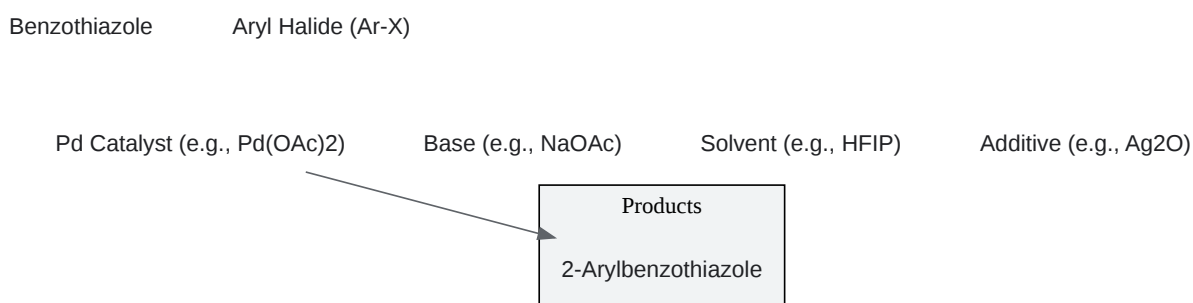 Benzothiazole Aryl Halide (Ar-X)
Pd Catalyst (e.g., Pd(OAc)2) Base (e.g., NaOAc) Solvent (e.g., HFIP) Additive (e.g., Ag2O)
Products
2-Arylbenzothiazole